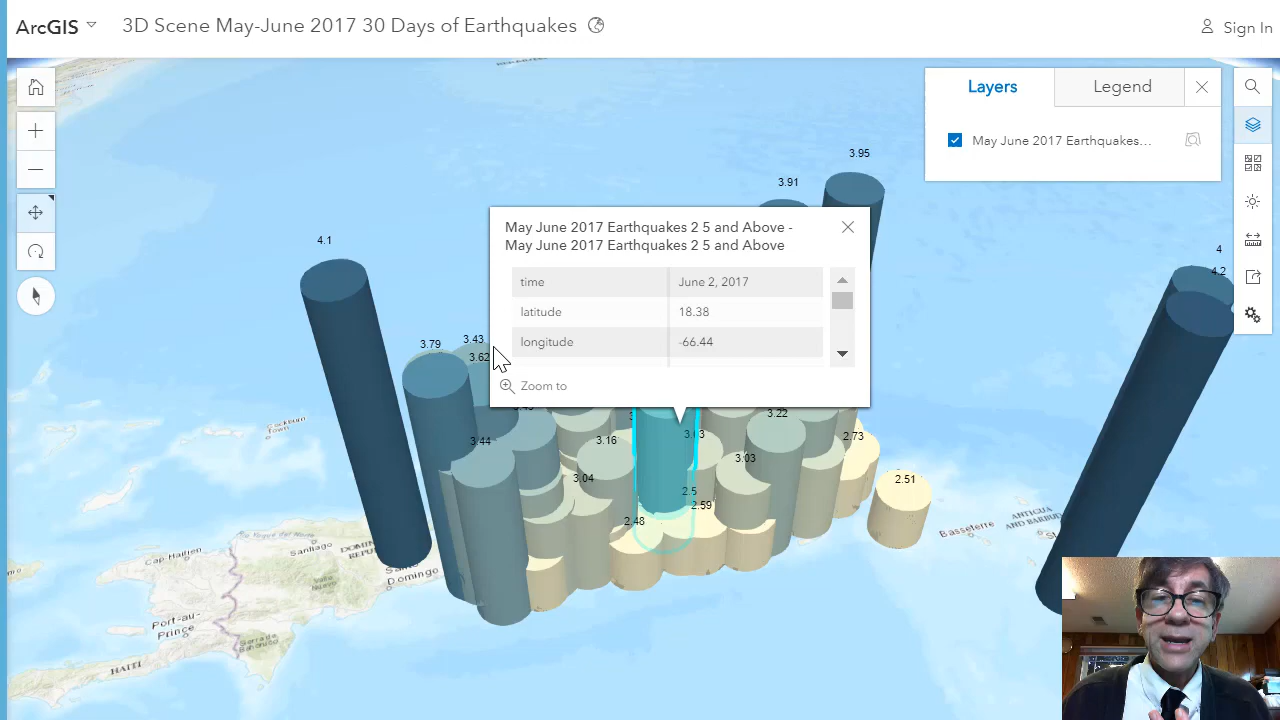 ArcGIS
3D Scene May-June 2017 30 Days of Earthquakes
Sign In
Layers
Legend
May June 2017 Earthquakes…
3.95
3.91
4.1
4
4.2
May June 2017 Earthquakes 2 5 and Above -
May June 2017 Earthquakes 2 5 and Above
time June 2, 2017
latitude 18.38
longitude -66.44
Zoom to
3.79
3.43
3.62
3.22
3.44
3.16
2.73
3.03
3.04
2.51
2.5
2.59
2.48
Cockburn
Town
Cap-Haitien
Santiago
Domingo
Port-au-
Prince
HAITI
Basseterre
ANTIGUA